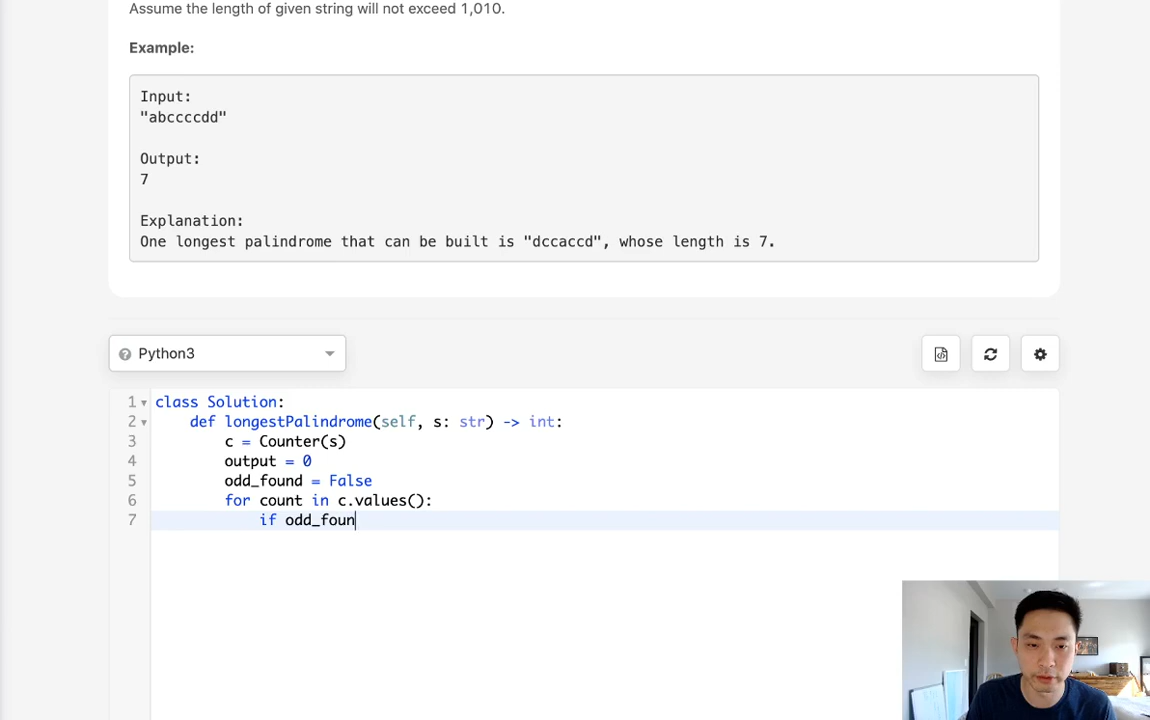 Assume the length of given string will not exceed 1,010.
Example:
Input:
"abccccdd"
Output:
7
Explanation:
One longest palindrome that can be built is "dccaccd", whose length is 7.
Python3
1 class Solution:
2 def longestPalindrome(self, s: str) -> int:
3 c = Counter(s)
4 output = 0
5 odd_found = False
6 for count in c.values():
7 if odd_foun